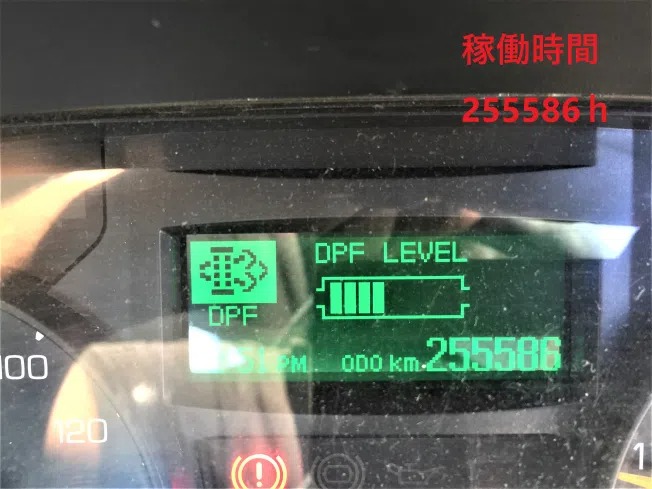 稼働時間
255586 h
DPF LEVEL
DPF
PM ODO km 255586
100
120